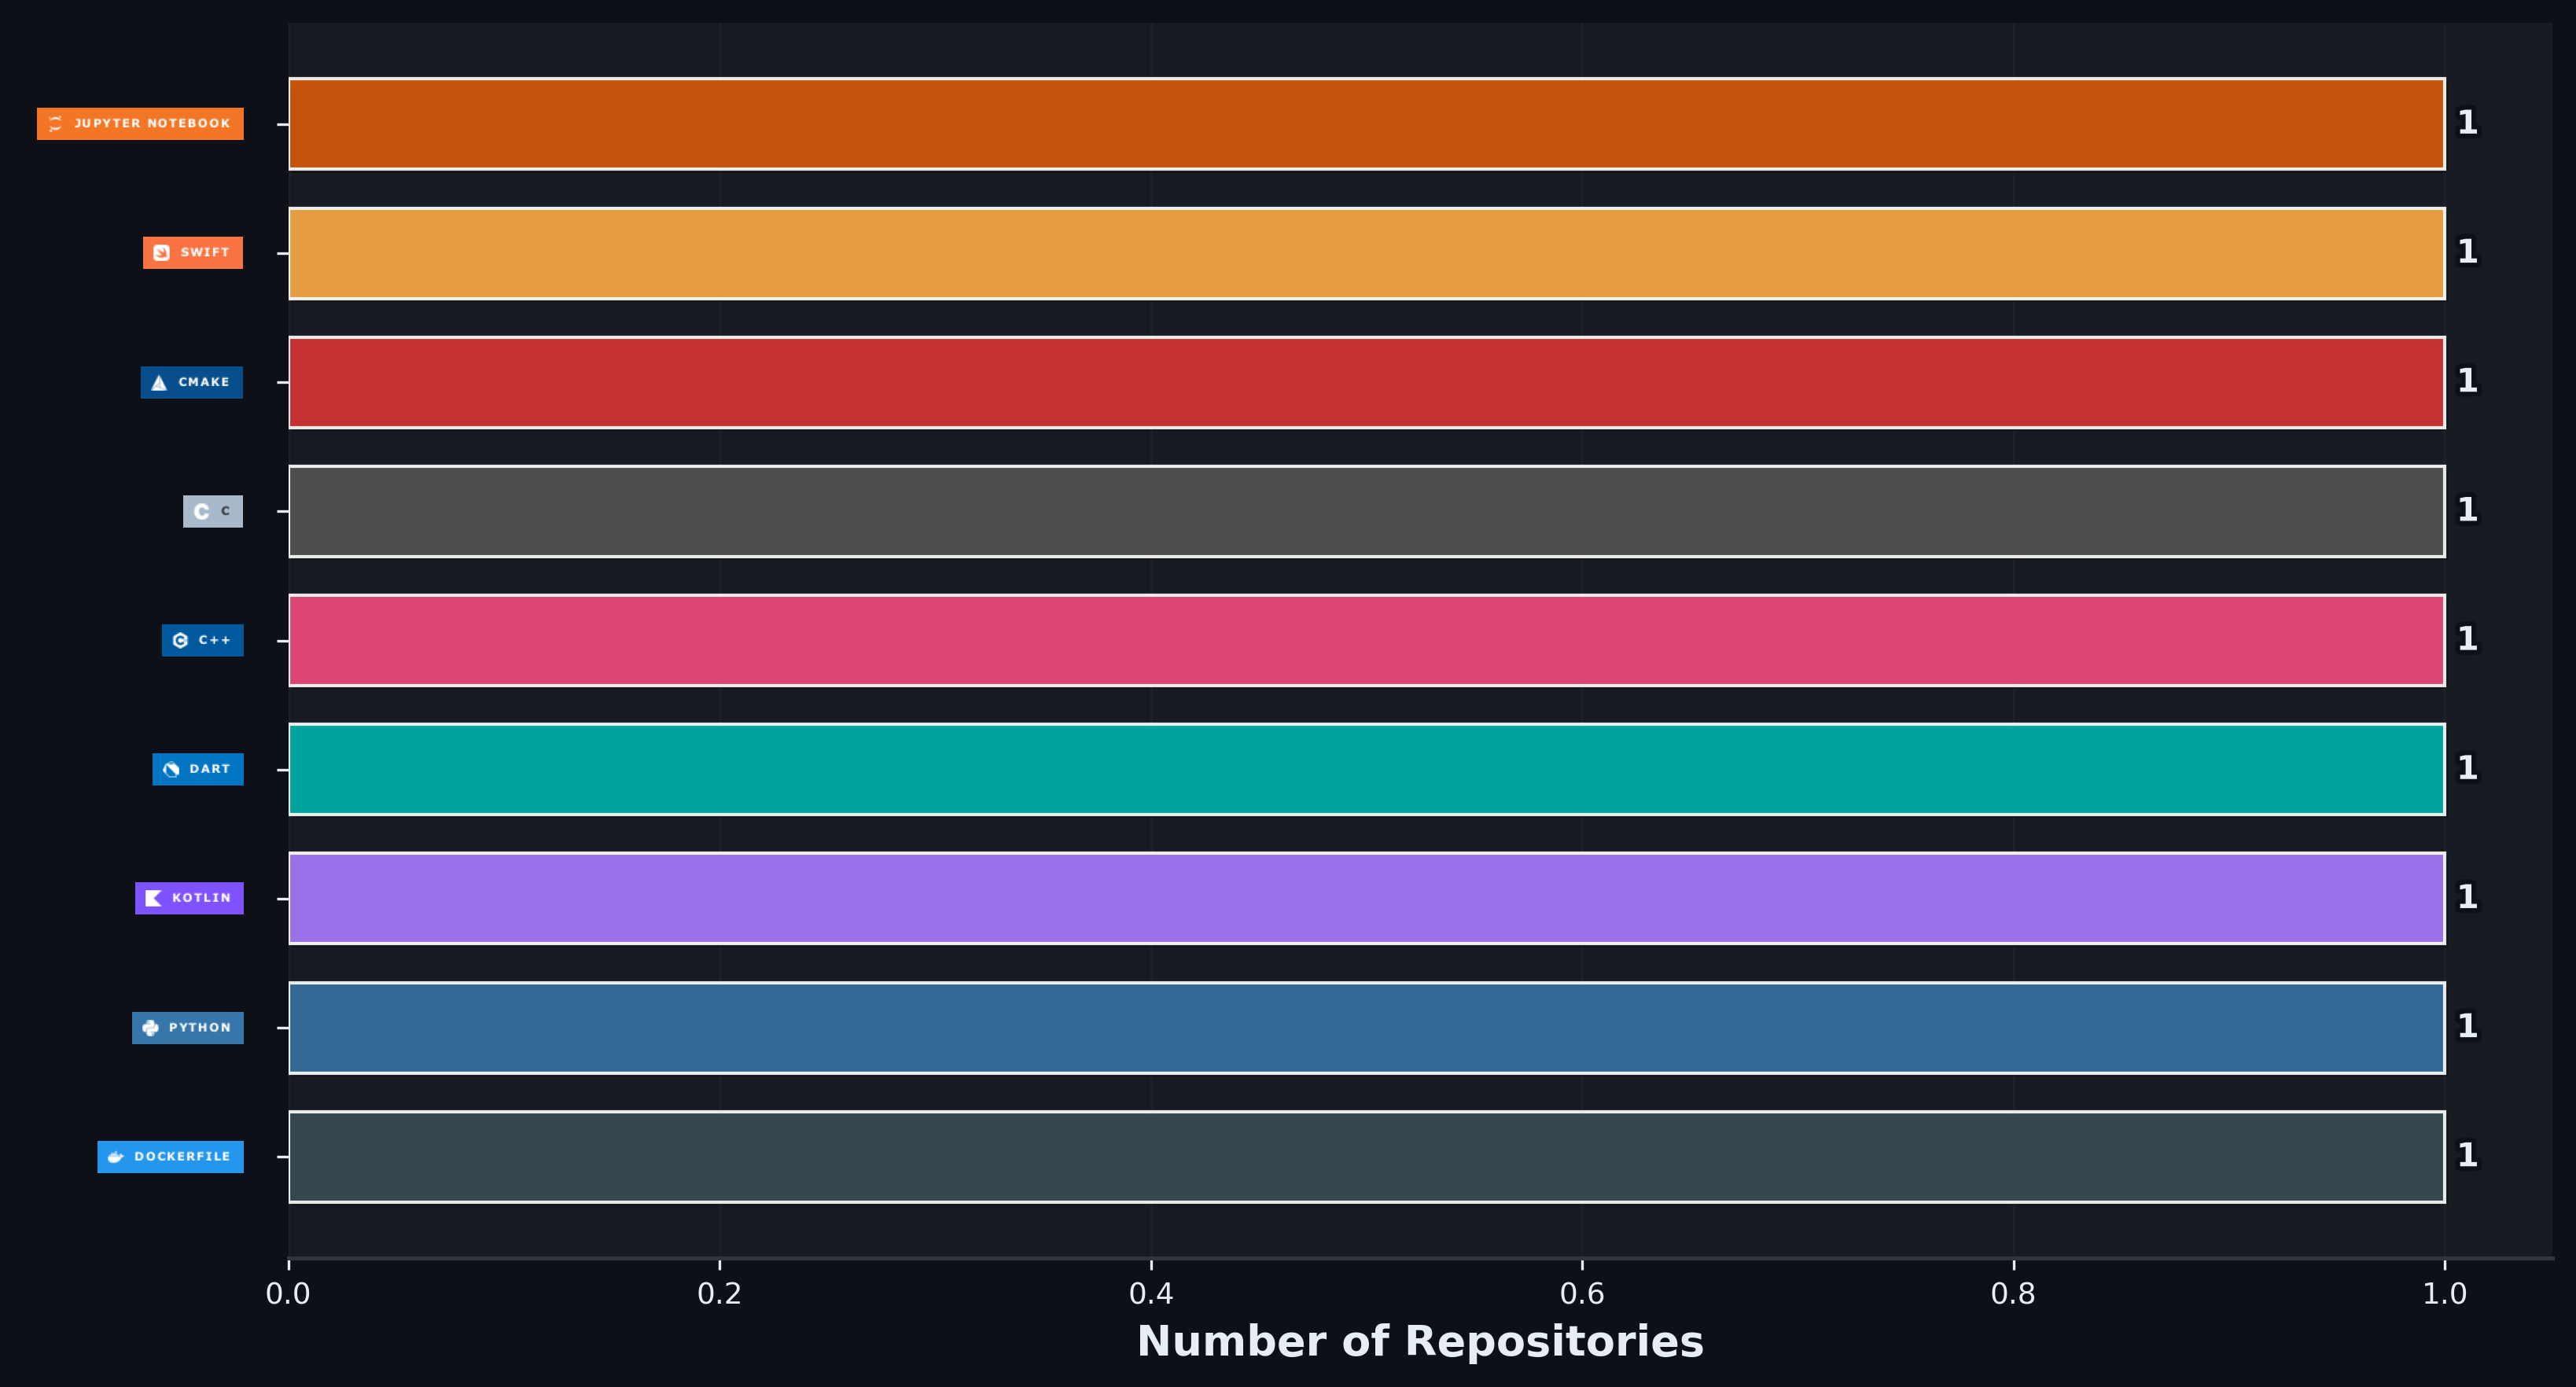 JUPYTER NOTEBOOK 1
SWIFT 1
CMAKE 1
C C 1
C++ 1
DART 1
KOTLIN 1
PYTHON 1
DOCKERFILE 1
0.0 0.2 0.4 0.6 0.8 1.0
Number of Repositories